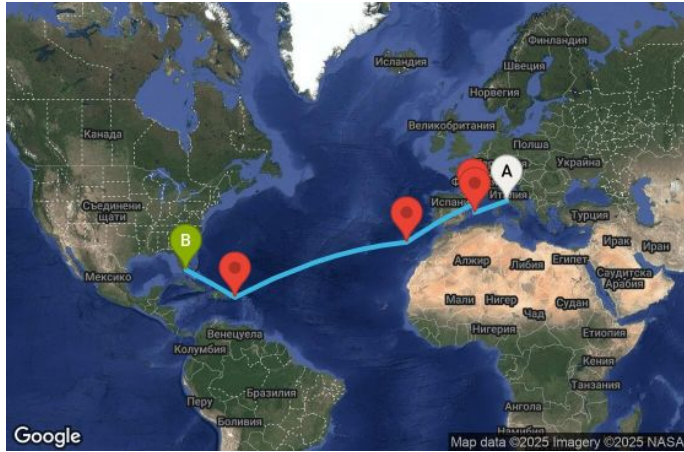 Исландия
Финландия
Швеция
Норвегия
Канада
Великобритания
Полша
Украйна
A
Испани
Италия
Съединени
щати
Турция
B
Ирак
Иран
Алжир
Либия
Египет
Саудитска
Арабия
Мексико
Мали
Нигер
Судан
Чад
Нигерия
Етиопия
Венецуела
Колумбия
Кения
Бразилия
Танзания
Перу
Ангола
Боливия
Намибия
Google
Map data ©2025 Imagery ©2025 NASA